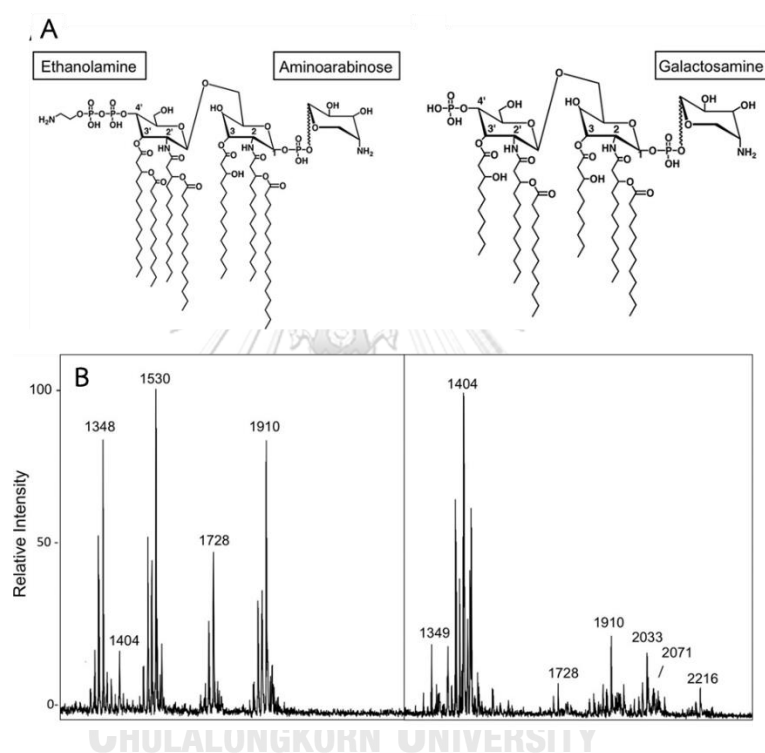 A
Ethanolamine
Aminoarabinose
Galactosamine
B
Relative Intensity
100
50
0
1348
1404
1530
1728
1910
1349
1404
1728
1910
2033
2071
2216
CHULALONGKORN UNIVERSITY